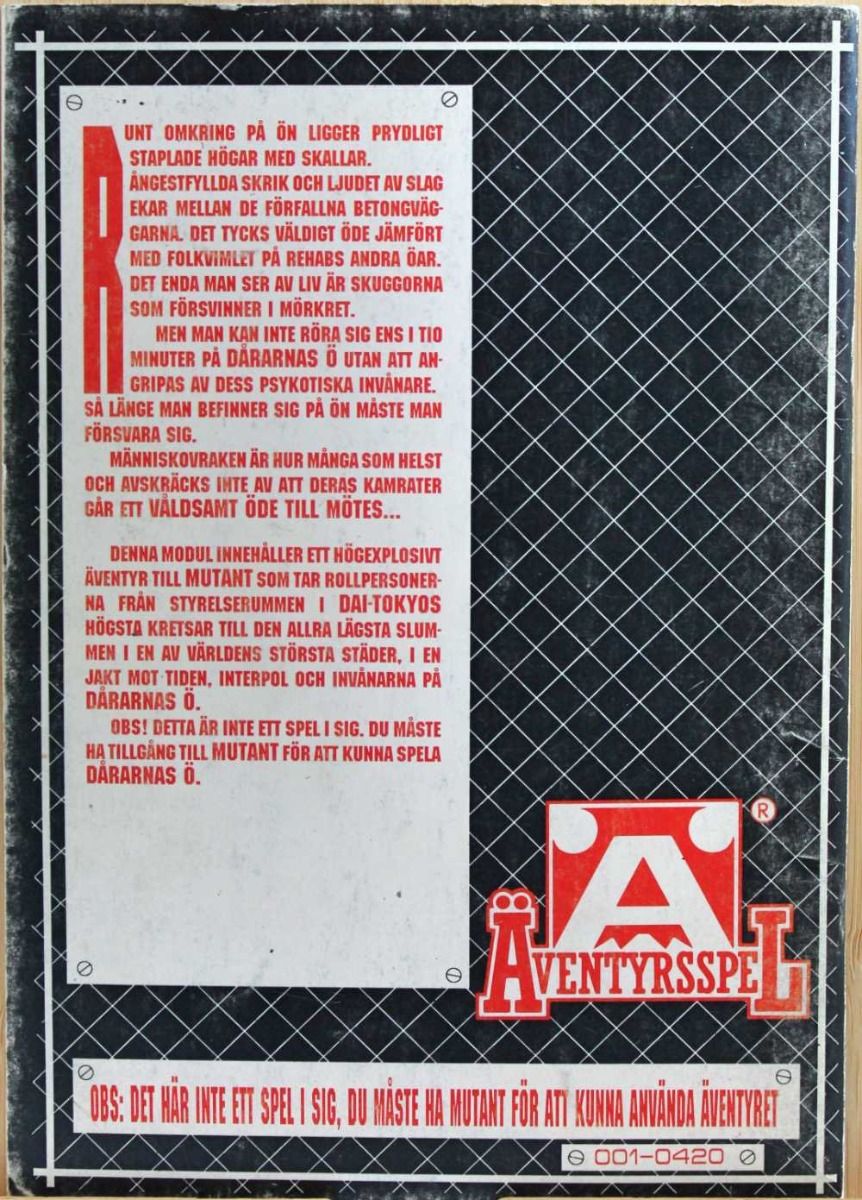 RUNT OMKRING PÅ ÖN LIGGER PRYDLIGT
STAPLADE HÖGAR MED SKALLAR.
ÅNGESTFYLLDA SKRIK OCH LJUDET AV SLAG
EKAR MELLAN DE FÖRFALLNA BETONGVÄG-
GARNA. DET TYCKS VÄLDIGT ÖDE JÄMFÖRT
MED FOLKVIMLET PÅ REHABS ANDRA ÖAR.
DET ENDA MAN SER AV LIV ÄR SKUGGORNA
SOM FÖRSVINNER I MÖRKRET.
MEN MAN KAN INTE RÖRA SIG ENS I TIO
MINUTER PÅ DÅRARNAS Ö UTAN ATT AN-
GRIPAS AV DESS PSYKOTISKA INVÅNARE.
SÅ LÄNGE MAN BEFINNER SIG PÅ ÖN MÅSTE MAN
FÖRSVARA SIG.
MÄNNISKOVRAKEN ÄR HUR MÅNGA SOM HELST
OCH AVSKRÄCKS INTE AV ATT DERAS KAMRATER
GÅR ETT VÅLDSAMT ÖDE TILL MÖTES...
DENNA MODUL INNEHÅLLER ETT HÖGEXPLOSIVT
ÄVENTYR TILL MUTANT SOM TAR ROLLPERSONER-
NA FRÅN STYRELSERUMMEN I DAI-TOKYOS
HÖGSTA KRETSAR TILL DEN ALLRA LÄGSTA SLUM-
MEN I EN AV VÄRLDENS STÖRSTA STÄDER, I EN
JAKT MOT TIDEN, INTERPOL OCH INVÅNARNA PÅ
DÅRARNAS Ö.
OBS! DETTA ÄR INTE ETT SPEL I SIG. DU MÅSTE
HA TILLGÅNG TILL MUTANT FÖR ATT KUNNA SPELA
DÅRARNAS Ö.
Ä ®
ÄVENTYRSSPEL
OBS: DET HÄR INTE ETT SPEL I SIG, DU MÅSTE HA MUTANT FÖR ATT KUNNA ANVÄNDA ÄVENTYRET
001-0420